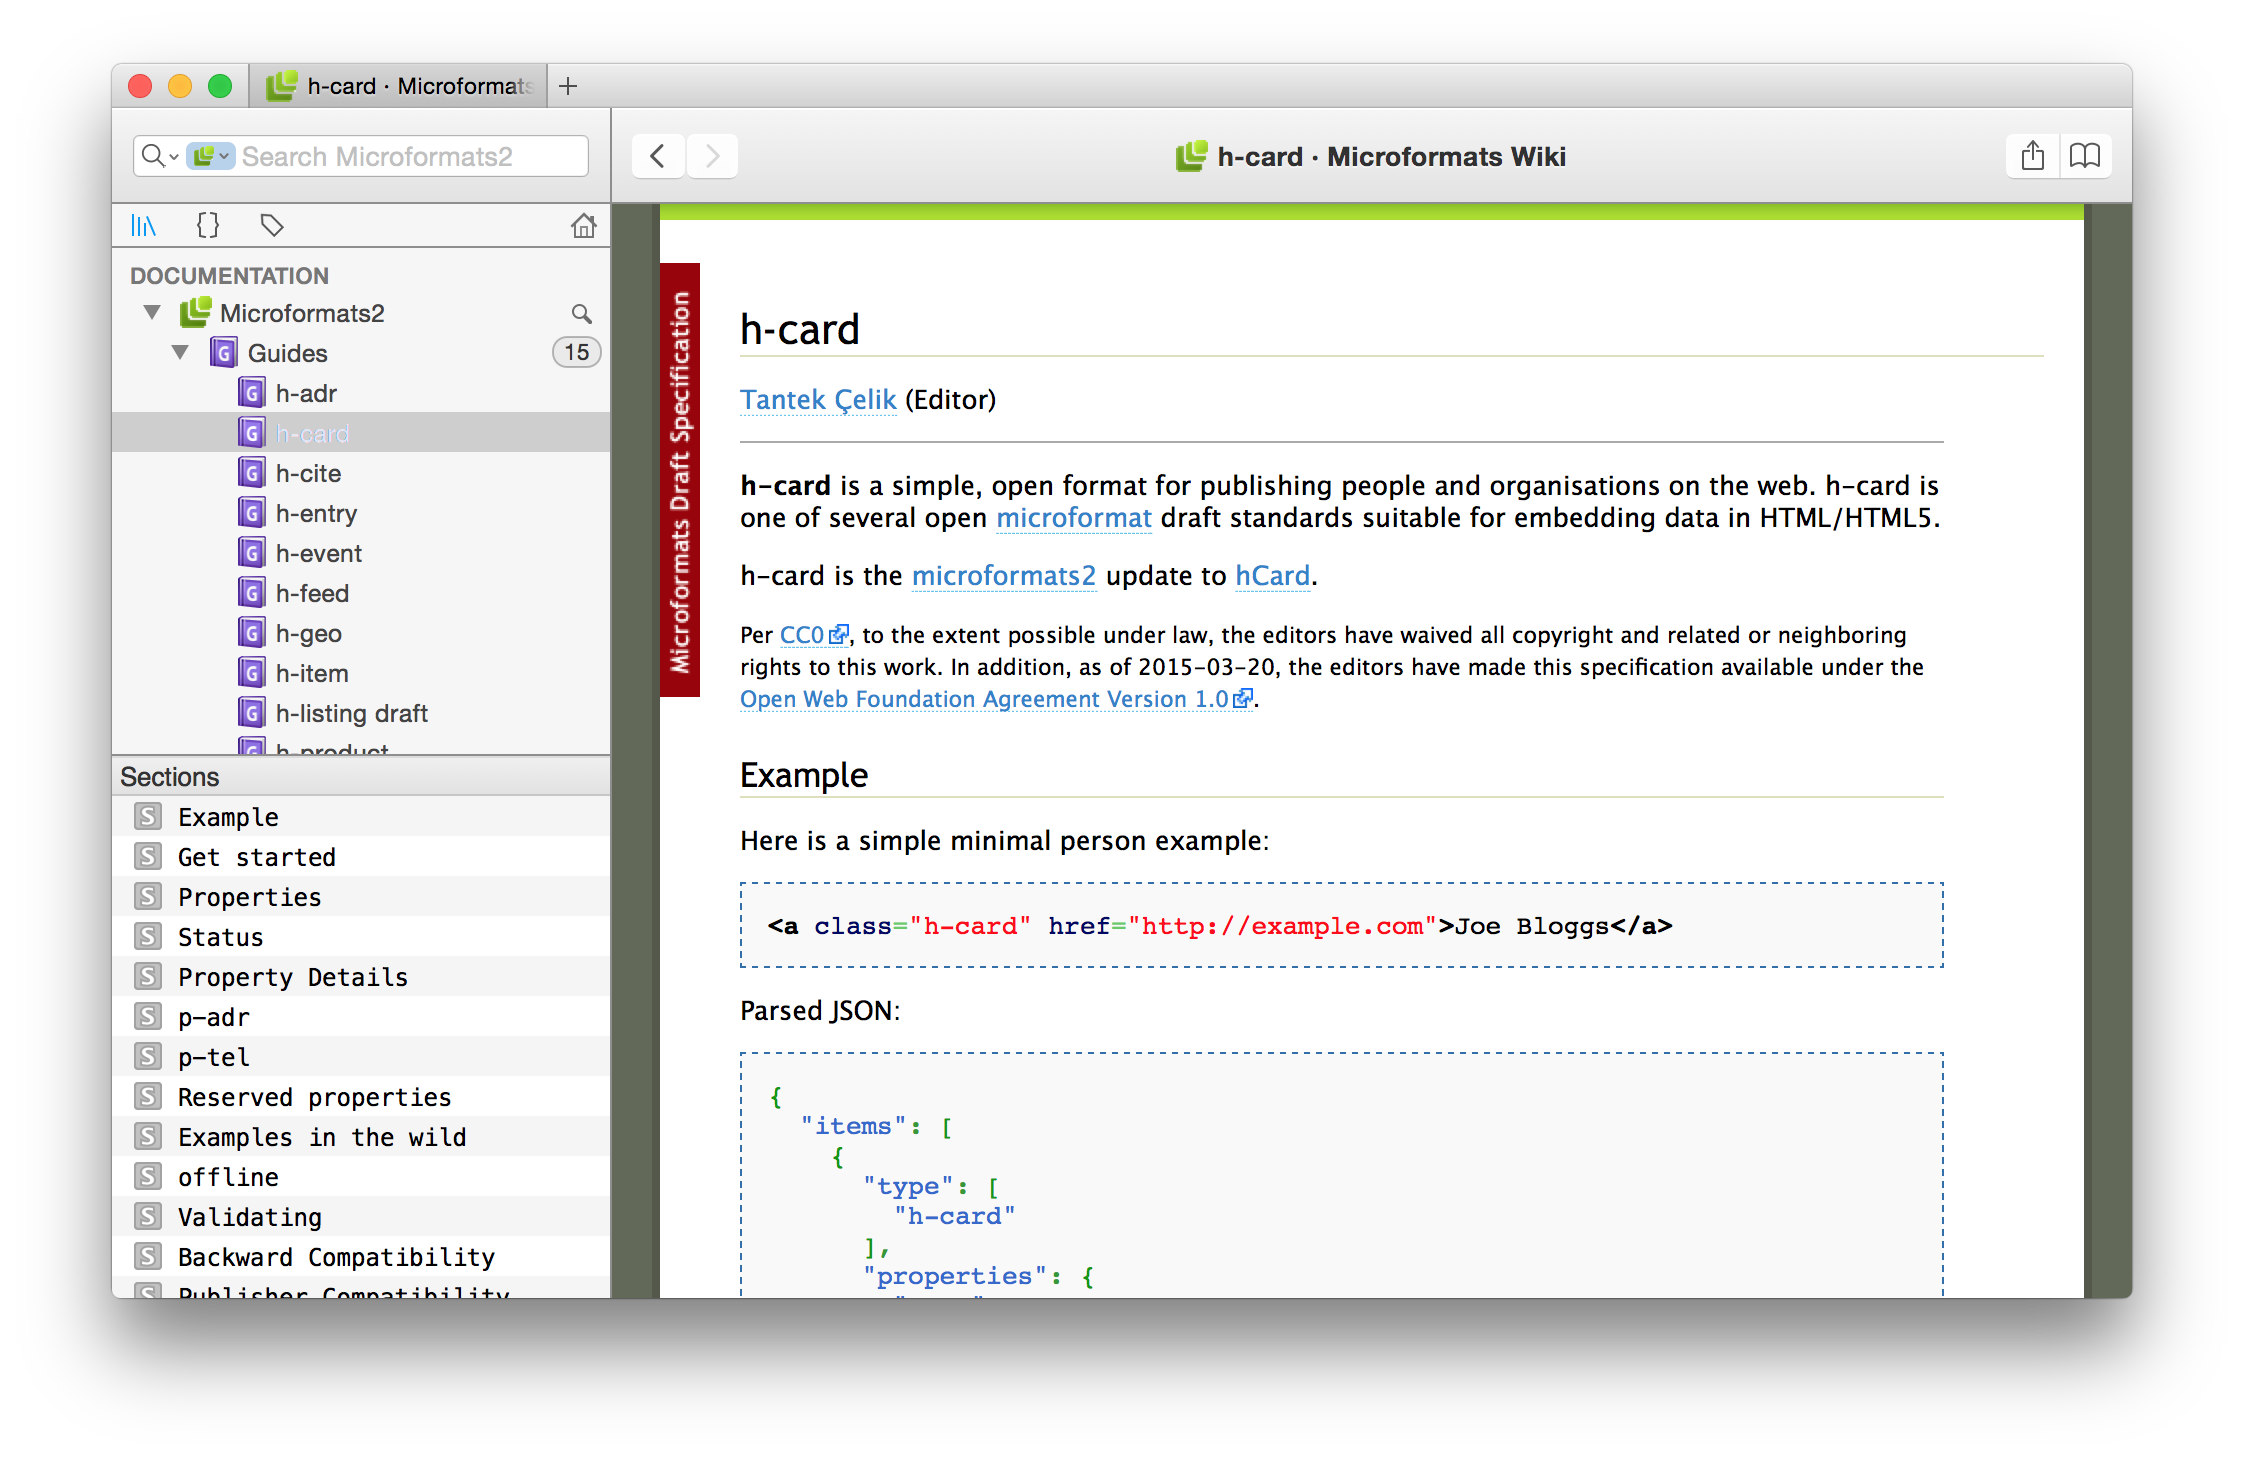 h-card · Microformats
Search Microformats2
h-card · Microformats Wiki
DOCUMENTATION
Microformats2
Guides
15
G h-adr
G h-card
G h-cite
G h-entry
G h-event
G h-feed
G h-geo
G h-item
G h-listing draft
G h-product
Sections
S Example
S Get started
S Properties
S Status
S Property Details
S p-adr
S p-tel
S Reserved properties
S Examples in the wild
S offline
S Validating
S Backward Compatibility
S Publisher Compatibility
Microformats Draft Specification
h-card
Tantek Çelik (Editor)
h-card is a simple, open format for publishing people and organisations on the web. h-card is
one of several open microformat draft standards suitable for embedding data in HTML/HTML5.
h-card is the microformats2 update to hCard.
Per CC0, to the extent possible under law, the editors have waived all copyright and related or neighboring
rights to this work. In addition, as of 2015-03-20, the editors have made this specification available under the
Open Web Foundation Agreement Version 1.0.
Example
Here is a simple minimal person example:
<a class="h-card" href="http://example.com">Joe Bloggs</a>
Parsed JSON:
{
"items": [
{
"type": [
"h-card"
],
"properties": {